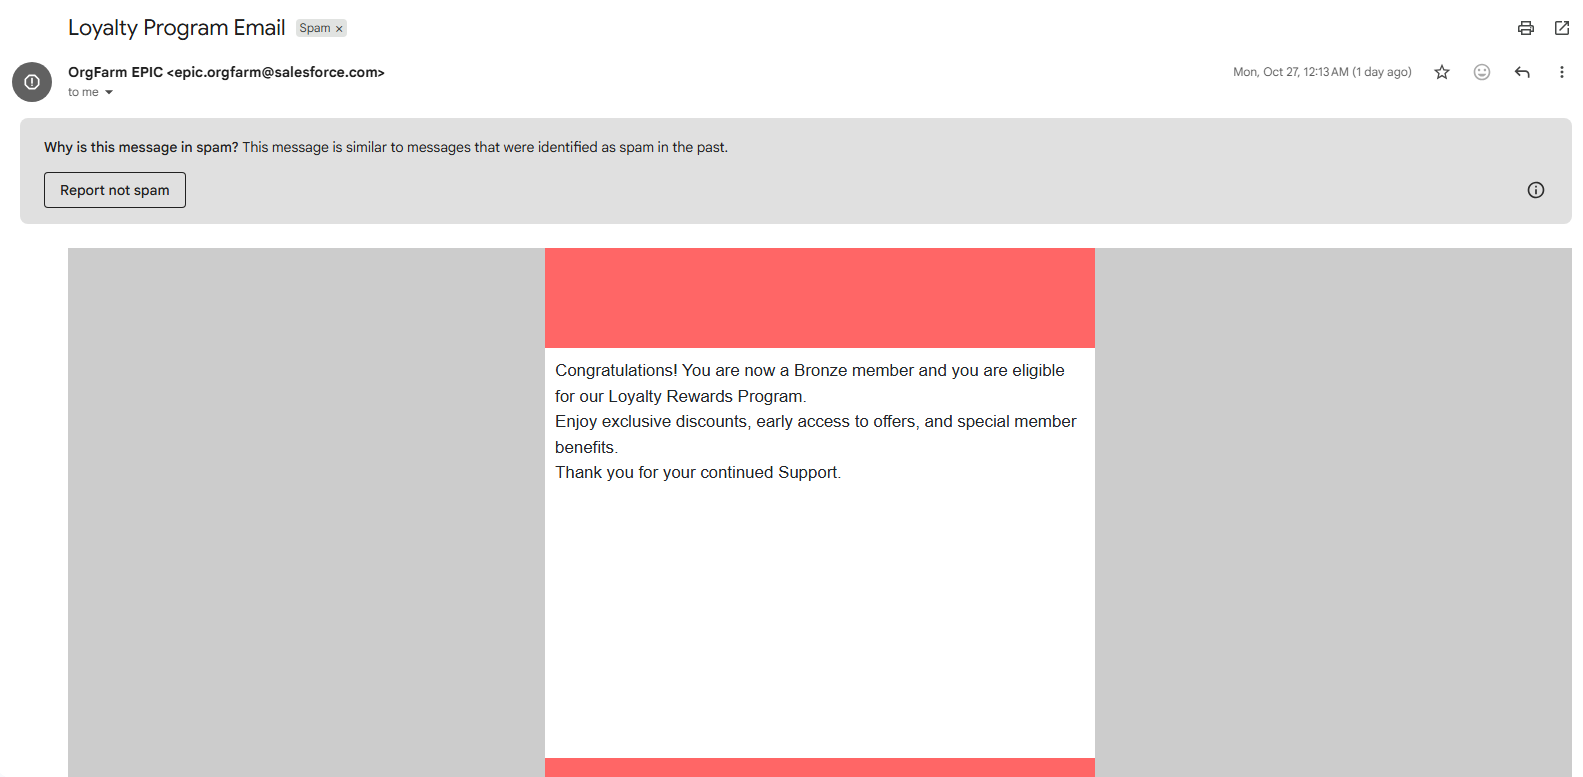 Loyalty Program Email
Spam ×
OrgFarm EPIC <epic.orgfarm@salesforce.com>
Mon, Oct 27, 12:13 AM (1 day ago)
to me
Why is this message in spam? This message is similar to messages that were identified as spam in the past.
Report not spam
Congratulations! You are now a Bronze member and you are eligible
for our Loyalty Rewards Program.
Enjoy exclusive discounts, early access to offers, and special member
benefits.
Thank you for your continued Support.